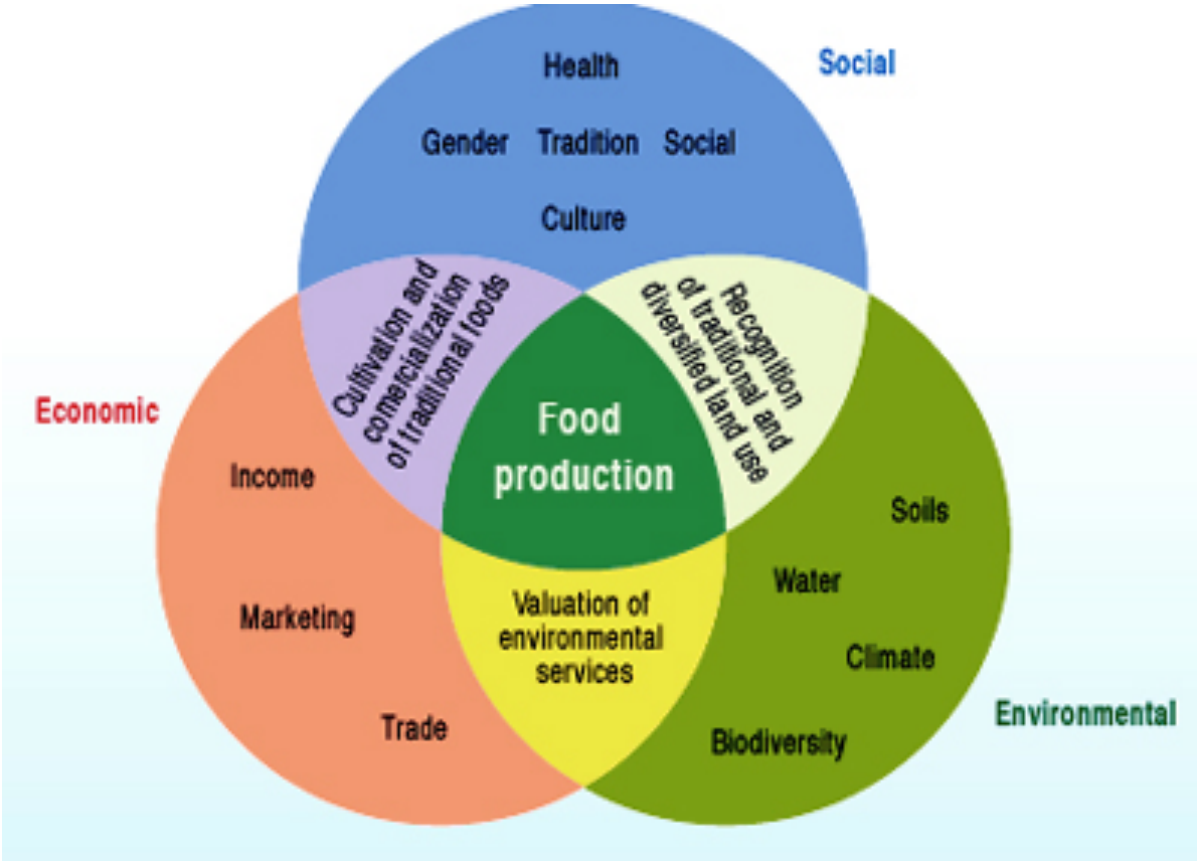 Health
Social
Gender Tradition Social
Culture
Cultivation and
comercialization
of traditional foods
Recognition
of traditional and
diversified land use
Economic
Food
production
Income
Soils
Water
Valuation of
environmental
services
Marketing
Climate
Trade
Biodiversity
Environmental